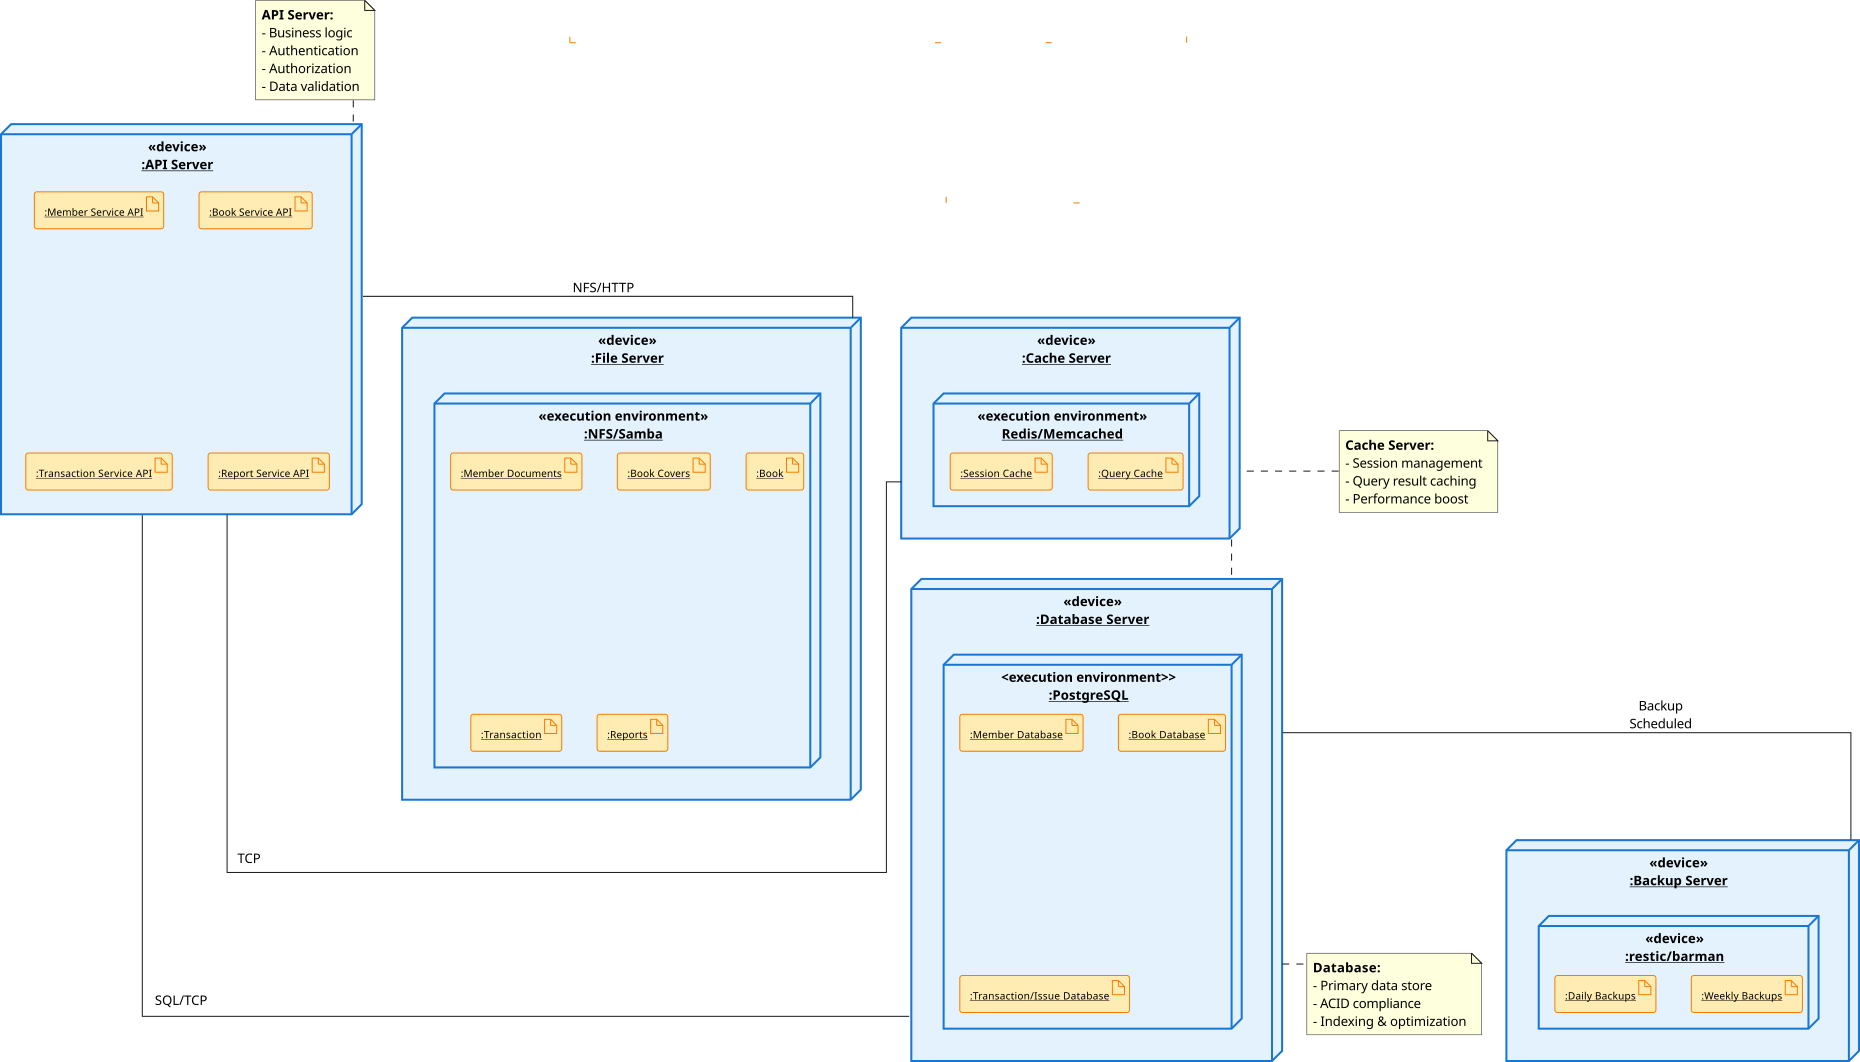 API Server:
- Business logic
- Authentication
- Authorization
- Data validation
«device»
:API Server
:Member Service API
:Book Service API
:Transaction Service API
:Report Service API
NFS/HTTP
«device»
:File Server
«execution environment»
:NFS/Samba
:Member Documents
:Book Covers
:Book
:Transaction
:Reports
«device»
:Cache Server
«execution environment»
Redis/Memcached
:Session Cache
:Query Cache
Cache Server:
- Session management
- Query result caching
- Performance boost
«device»
:Database Server
<execution environment>>
:PostgreSQL
:Member Database
:Book Database
:Transaction/Issue Database
Backup
Scheduled
TCP
SQL/TCP
Database:
- Primary data store
- ACID compliance
- Indexing & optimization
«device»
:Backup Server
«device»
:restic/barman
:Daily Backups
:Weekly Backups